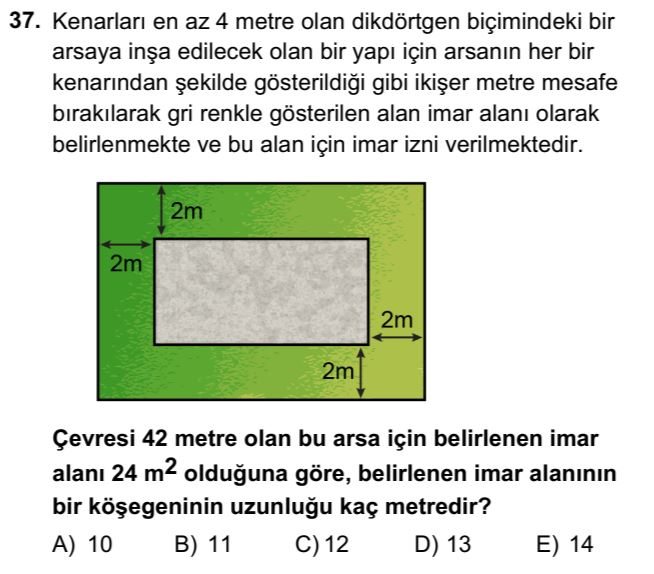 37. Kenarları en az 4 metre olan dikdörtgen biçimindeki bir
arsaya inşa edilecek olan bir yapı için arsanın her bir
kenarından şekilde gösterildiği gibi ikişer metre mesafe
bırakılarak gri renkle gösterilen alan imar alanı olarak
belirlenmekte ve bu alan için imar izni verilmektedir.
2m
2m
2m
2m
Çevresi 42 metre olan bu arsa için belirlenen imar
alanı 24 m² olduğuna göre, belirlenen imar alanının
bir köşegeninin uzunluğu kaç metredir?
A) 10 B) 11 C) 12 D) 13 E) 14